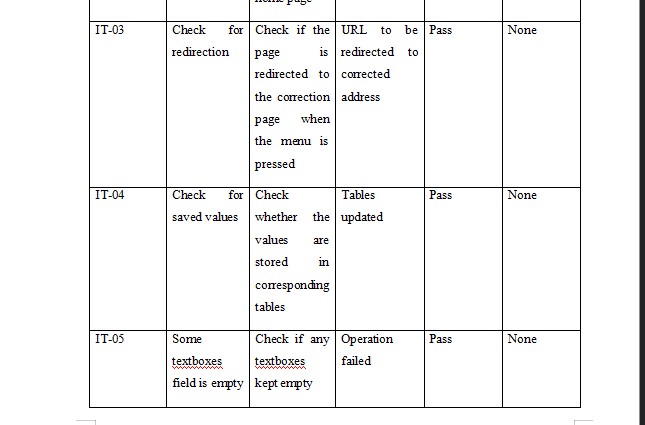 home page
IT-03
Check for
redirection
Check if the
page is
redirected to
the correction
page when
the menu is
pressed
URL to be
redirected to
corrected
address
Pass
None
IT-04
Check for
saved values
Check
whether the
values are
stored in
corresponding
tables
Tables
updated
Pass
None
IT-05
Some
textboxes
field is empty
Check if any
textboxes
kept empty
Operation
failed
Pass
None